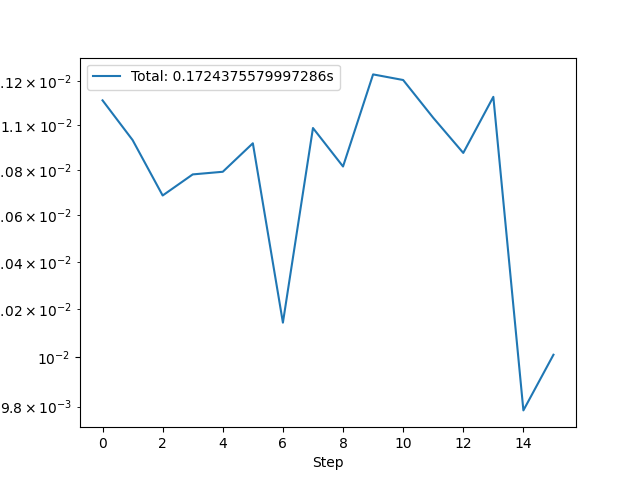 Total: 0.1724375579997286s
.12 × 10⁻²
1.1 × 10⁻²
.08 × 10⁻²
.06 × 10⁻²
.04 × 10⁻²
.02 × 10⁻²
10⁻²
9.8 × 10⁻³
0 2 4 6 8 10 12 14
Step